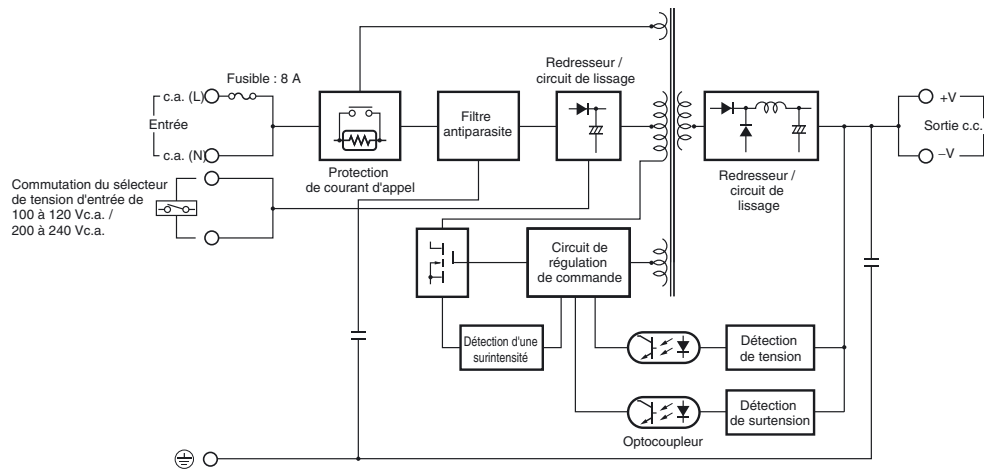 Fusible : 8 A
c.a. (L)
Entrée
c.a. (N)
Commutation du sélecteur
de tension d'entrée de
100 à 120 Vc.a. /
200 à 240 Vc.a.
Protection
de courant d'appel
Filtre
antiparasite
Redresseur /
circuit de lissage
Redresseur /
circuit de
lissage
+V
Sortie c.c.
–V
Circuit de
régulation
de commande
Détection d'une
surintensité
Détection
de tension
Détection
de surtension
Optocoupleur